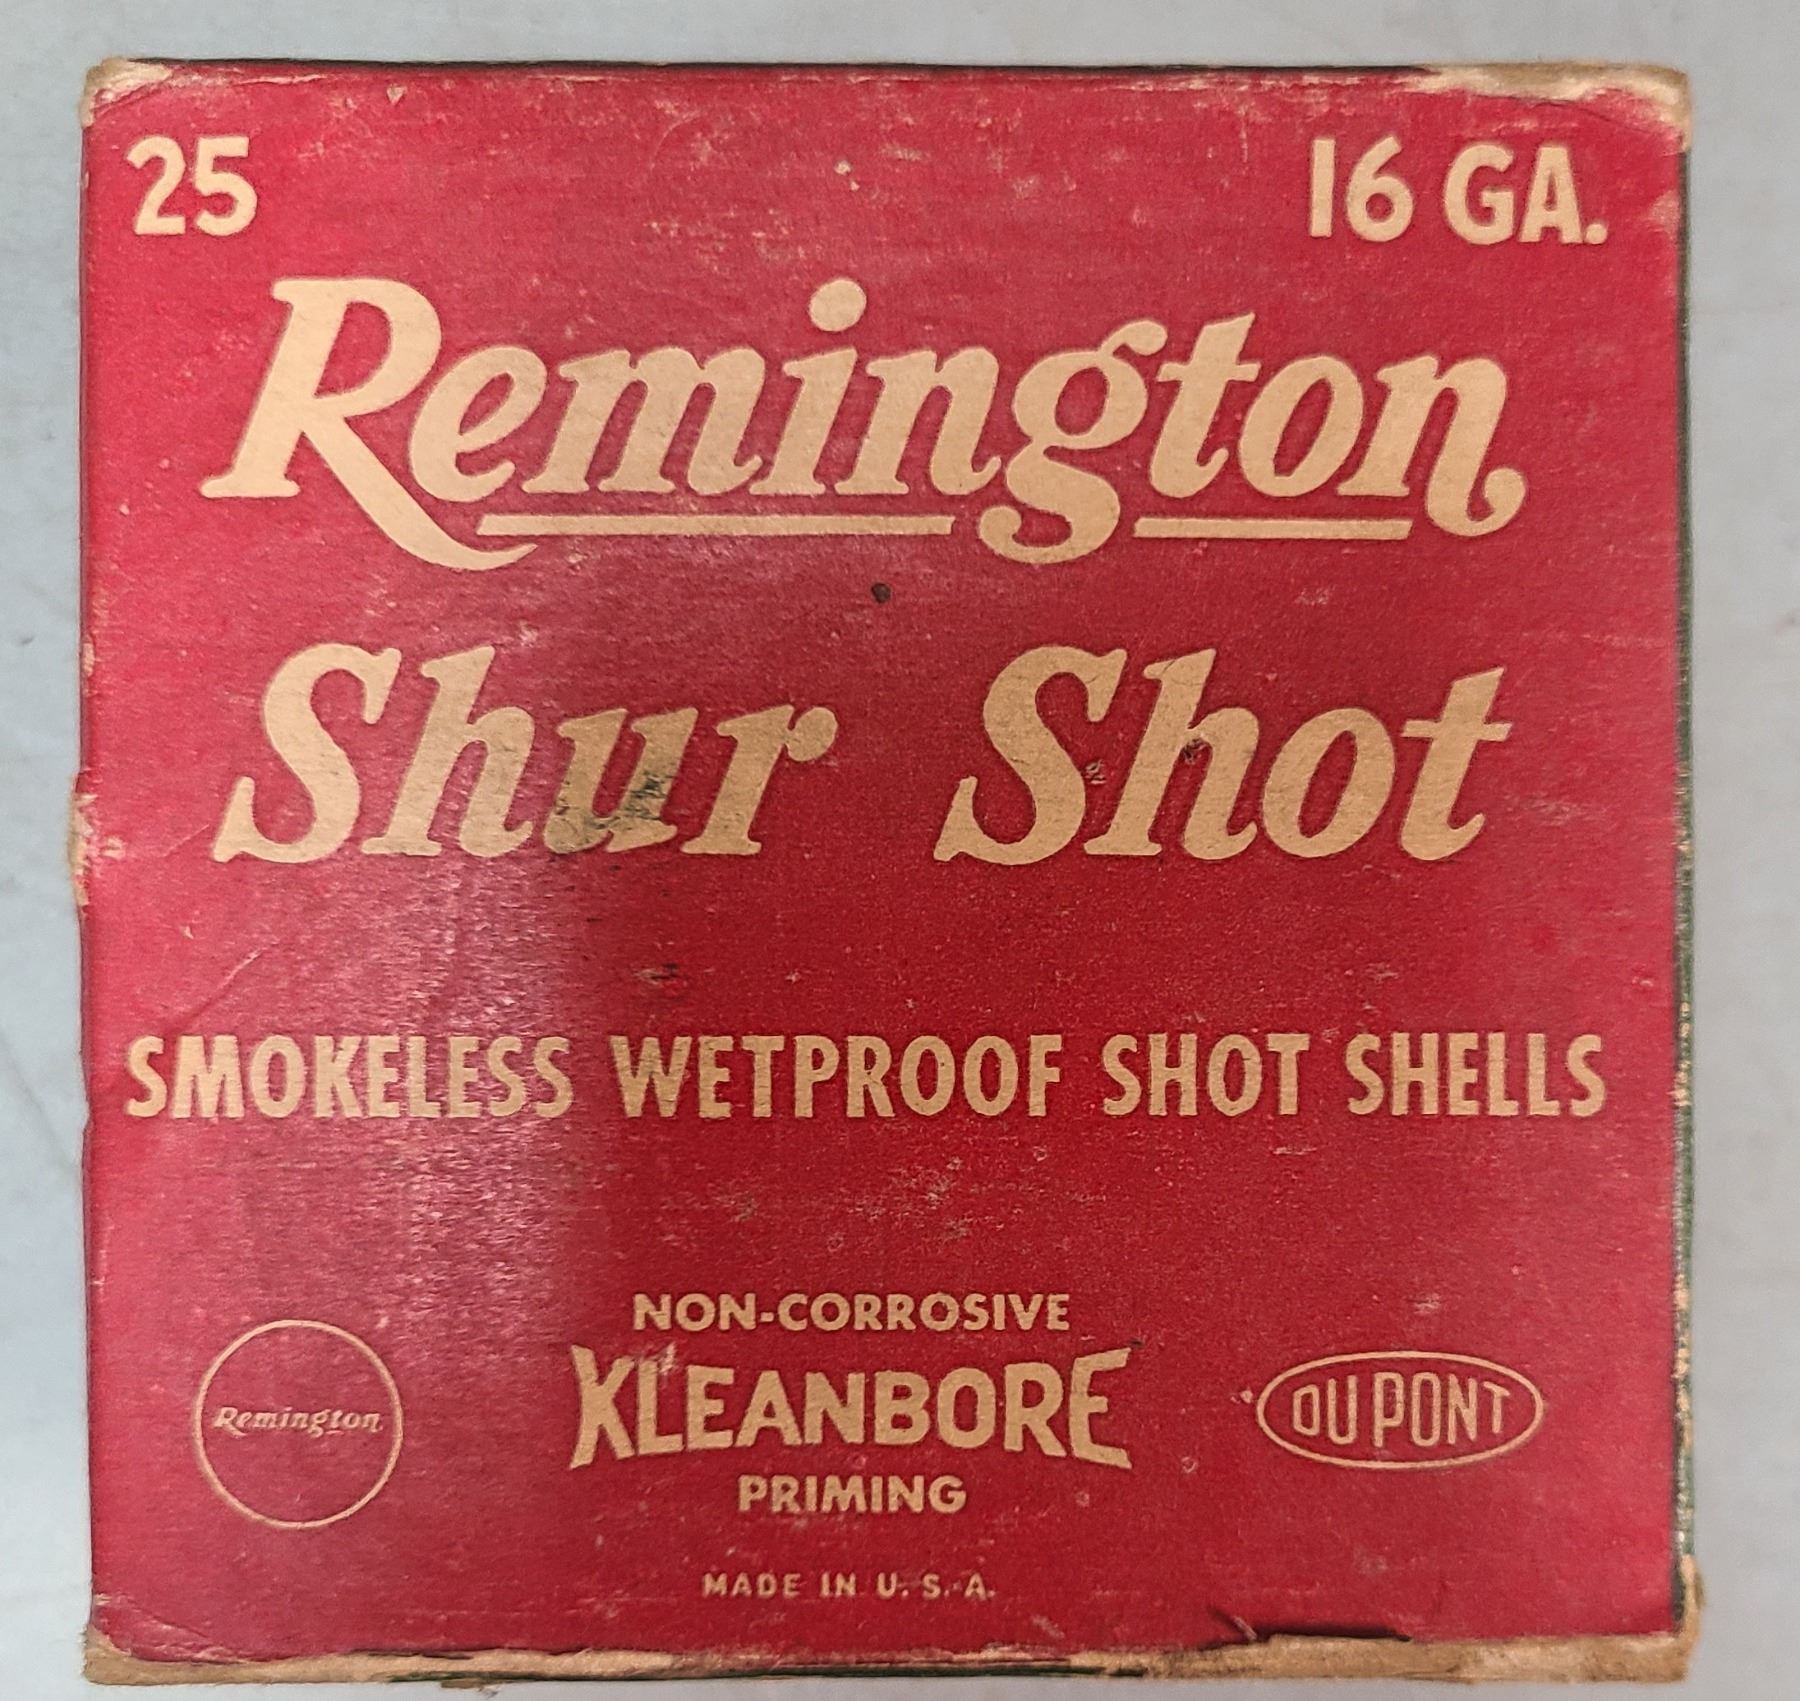 25 16 GA.
Remington
Shur Shot
SMOKELESS WETPROOF SHOT SHELLS
NON-CORROSIVE
KLEANBORE
PRIMING
Remington
DU PONT
MADE IN U.S.A.